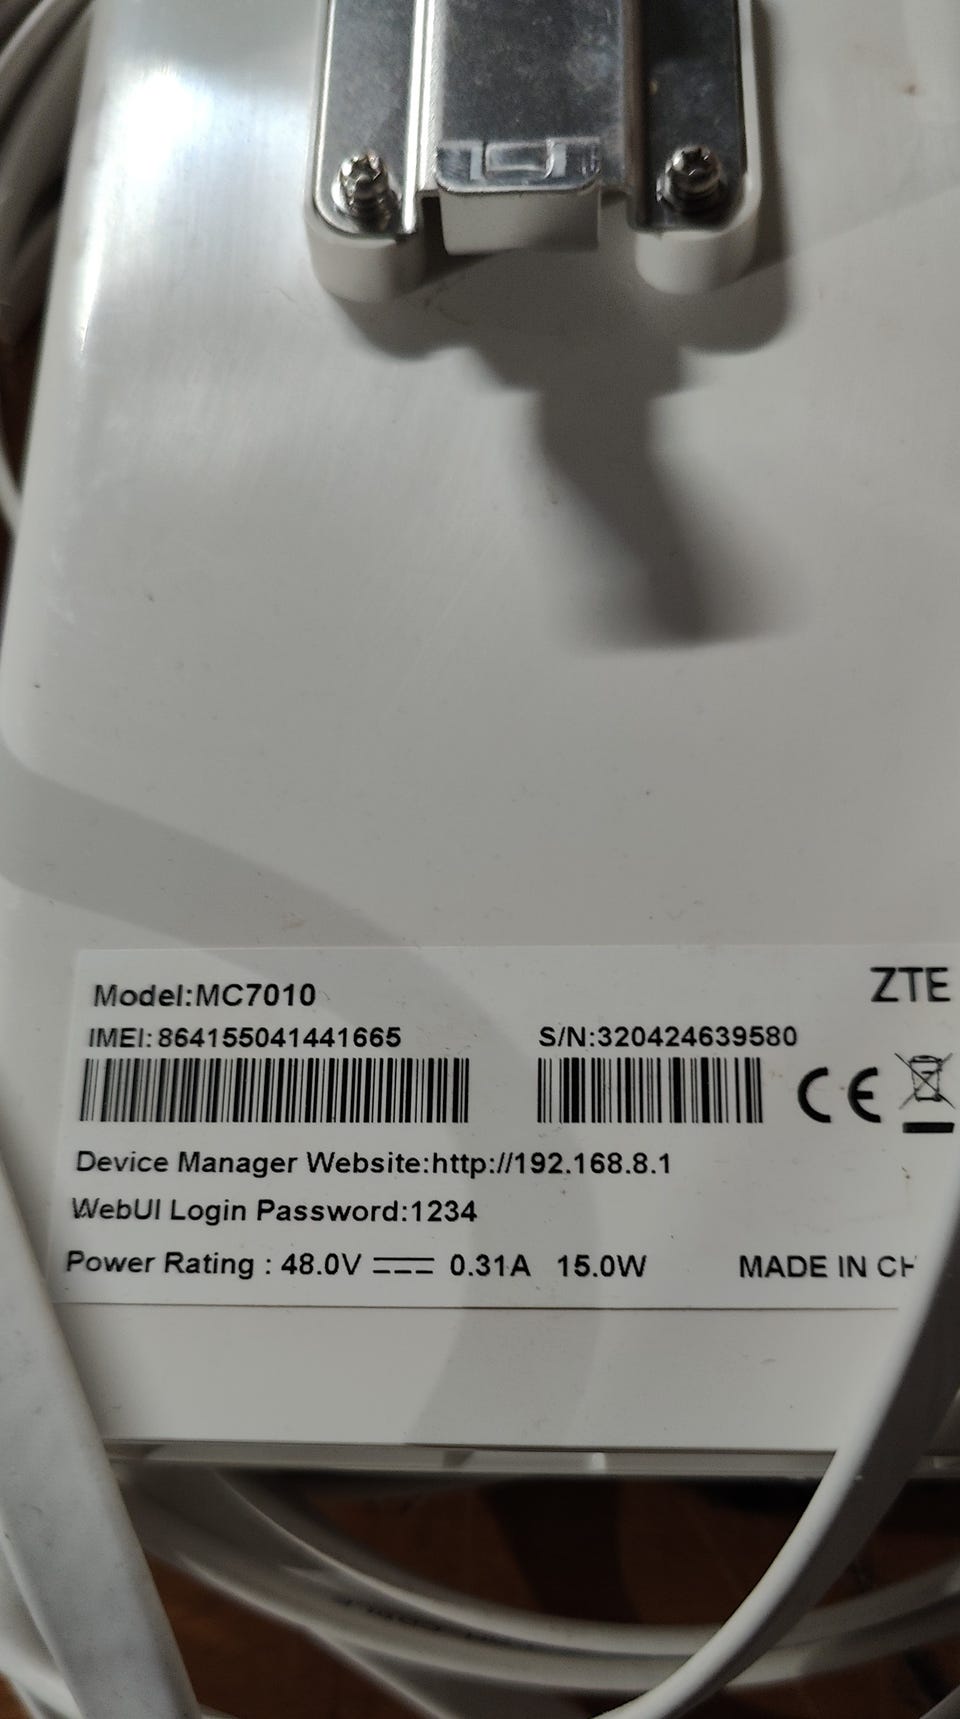 Model:MC7010
ZTE
IMEI:864155041441665
S/N:320424639580
CE
Device Manager Website:http://192.168.8.1
WebUI Login Password:1234
Power Rating : 48.0V 0.31A 15.0W
MADE IN CH